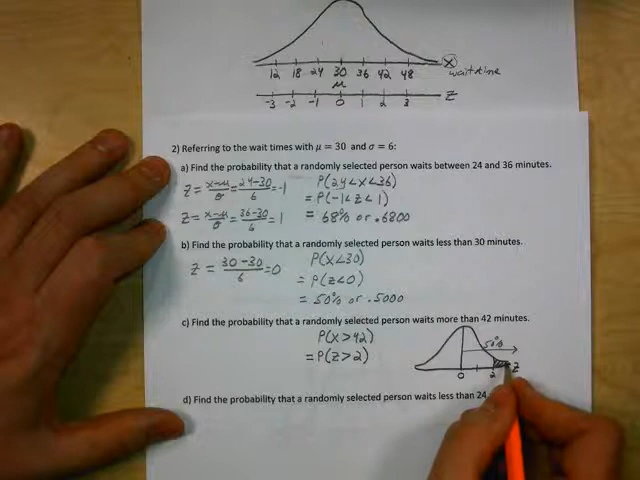 12 18 24 30 36 42 48 X
μ wait time
-3 -2 -1 0 1 2 3 Z
2) Referring to the wait times with μ = 30 and σ = 6:
a) Find the probability that a randomly selected person waits between 24 and 36 minutes.
Z = x-μ/σ = 24-30/6 = -1 P(24<x<36)
= P(-1<z<1)
Z = x-μ/σ = 36-30/6 = 1 = 68% or .6800
b) Find the probability that a randomly selected person waits less than 30 minutes.
Z = 30-30/6 = 0 P(x<30)
= P(z<0)
= 50% or .5000
c) Find the probability that a randomly selected person waits more than 42 minutes.
P(x>42)
= P(z>2) 50%
0 2 Z
d) Find the probability that a randomly selected person waits less than 24